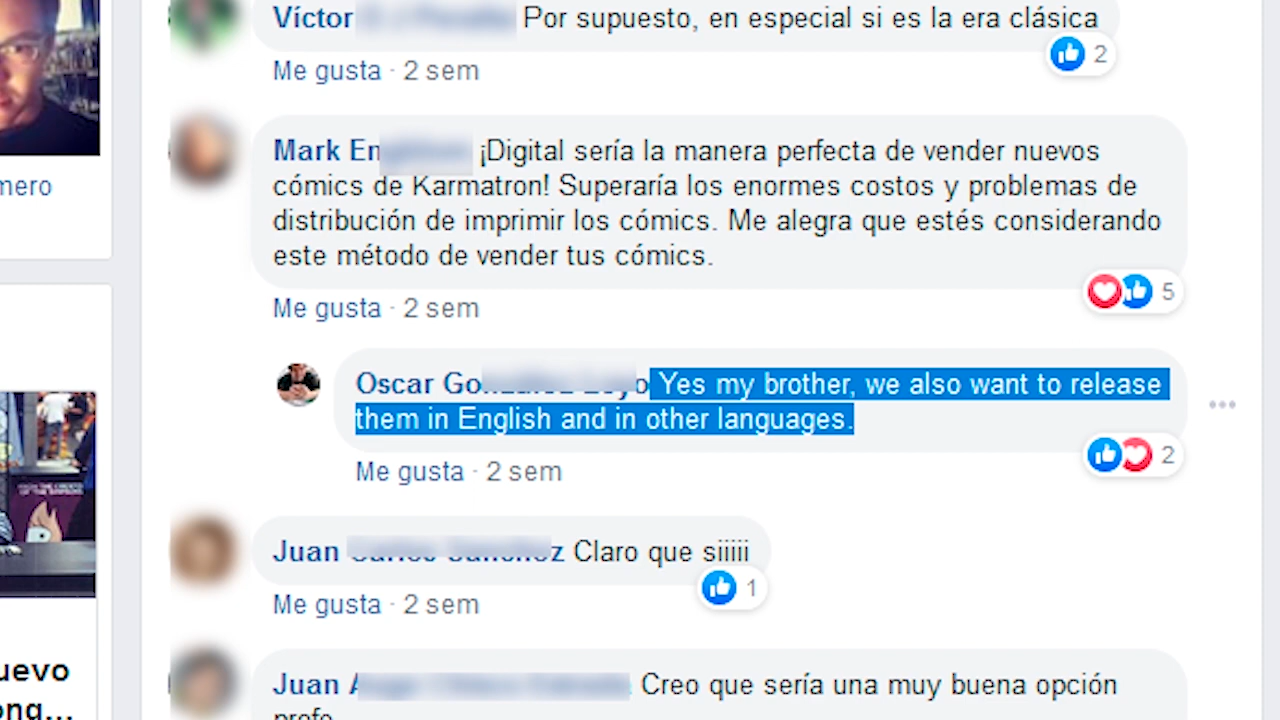 Víctor Por supuesto, en especial si es la era clásica
2
Me gusta · 2 sem
Mark En ¡Digital sería la manera perfecta de vender nuevos
cómics de Karmatron! Superaría los enormes costos y problemas de
distribución de imprimir los cómics. Me alegra que estés considerando
este método de vender tus cómics.
5
Me gusta · 2 sem
Oscar Yes my brother, we also want to release
them in English and in other languages.
2
Me gusta · 2 sem
Juan Claro que siiiii
1
Me gusta · 2 sem
Juan Creo que sería una muy buena opción
profe
mero
uevo
ong...